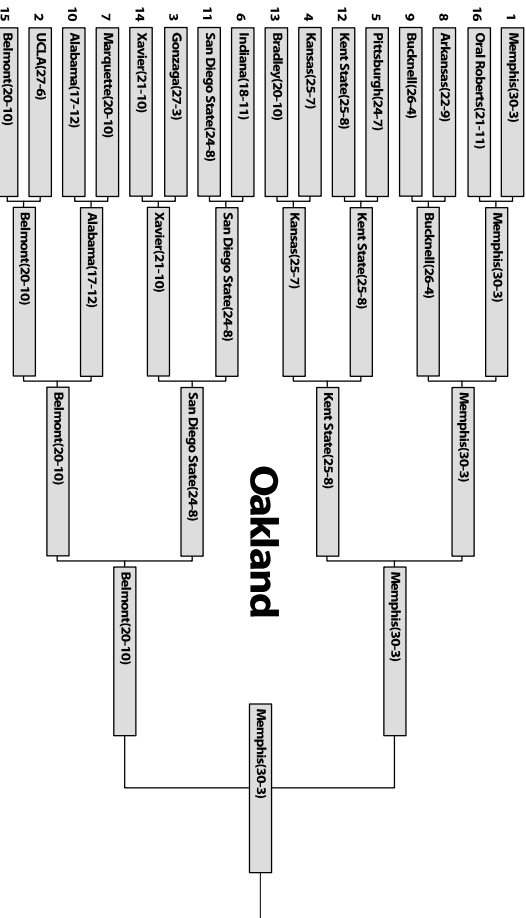 1 Memphis(30-3)
16 Oral Roberts(21-11)
8 Arkansas(22-9)
9 Bucknell(26-4)
5 Pittsburgh(24-7)
12 Kent State(25-8)
4 Kansas(25-7)
13 Bradley(20-10)
6 Indiana(18-11)
11 San Diego State(24-8)
3 Gonzaga(27-3)
14 Xavier(21-10)
7 Marquette(20-10)
10 Alabama(17-12)
2 UCLA(27-6)
15 Belmont(20-10)
Memphis(30-3)
Bucknell(26-4)
Kent State(25-8)
Kansas(25-7)
San Diego State(24-8)
Xavier(21-10)
Alabama(17-12)
Belmont(20-10)
Memphis(30-3)
Kent State(25-8)
San Diego State(24-8)
Belmont(20-10)
Oakland
Memphis(30-3)
Belmont(20-10)
Memphis(30-3)